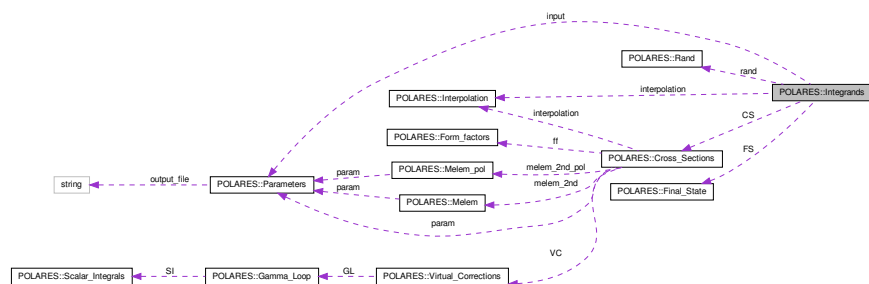 input
POLARES::Rand
rand
POLARES::Integrands
interpolation
POLARES::Interpolation
interpolation
CS
POLARES::Form_factors
ff
FS
POLARES::Cross_Sections
param
POLARES::Melem_pol
melem_2nd_pol
output_file
string
POLARES::Parameters
melem_2nd
POLARES::Final_State
param
POLARES::Melem
param
VC
POLARES::Scalar_Integrals
SI
POLARES::Gamma_Loop
GL
POLARES::Virtual_Corrections